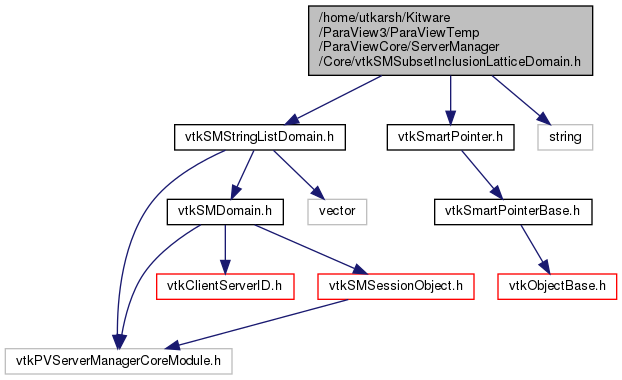 /home/utkarsh/Kitware
/ParaView3/ParaViewTemp
/ParaViewCore/ServerManager
/Core/vtkSMSubsetInclusionLatticeDomain.h
vtkSMStringListDomain.h
vtkSmartPointer.h
string
vtkSMDomain.h
vector
vtkSmartPointerBase.h
vtkClientServerID.h
vtkSMSessionObject.h
vtkObjectBase.h
vtkPVServerManagerCoreModule.h